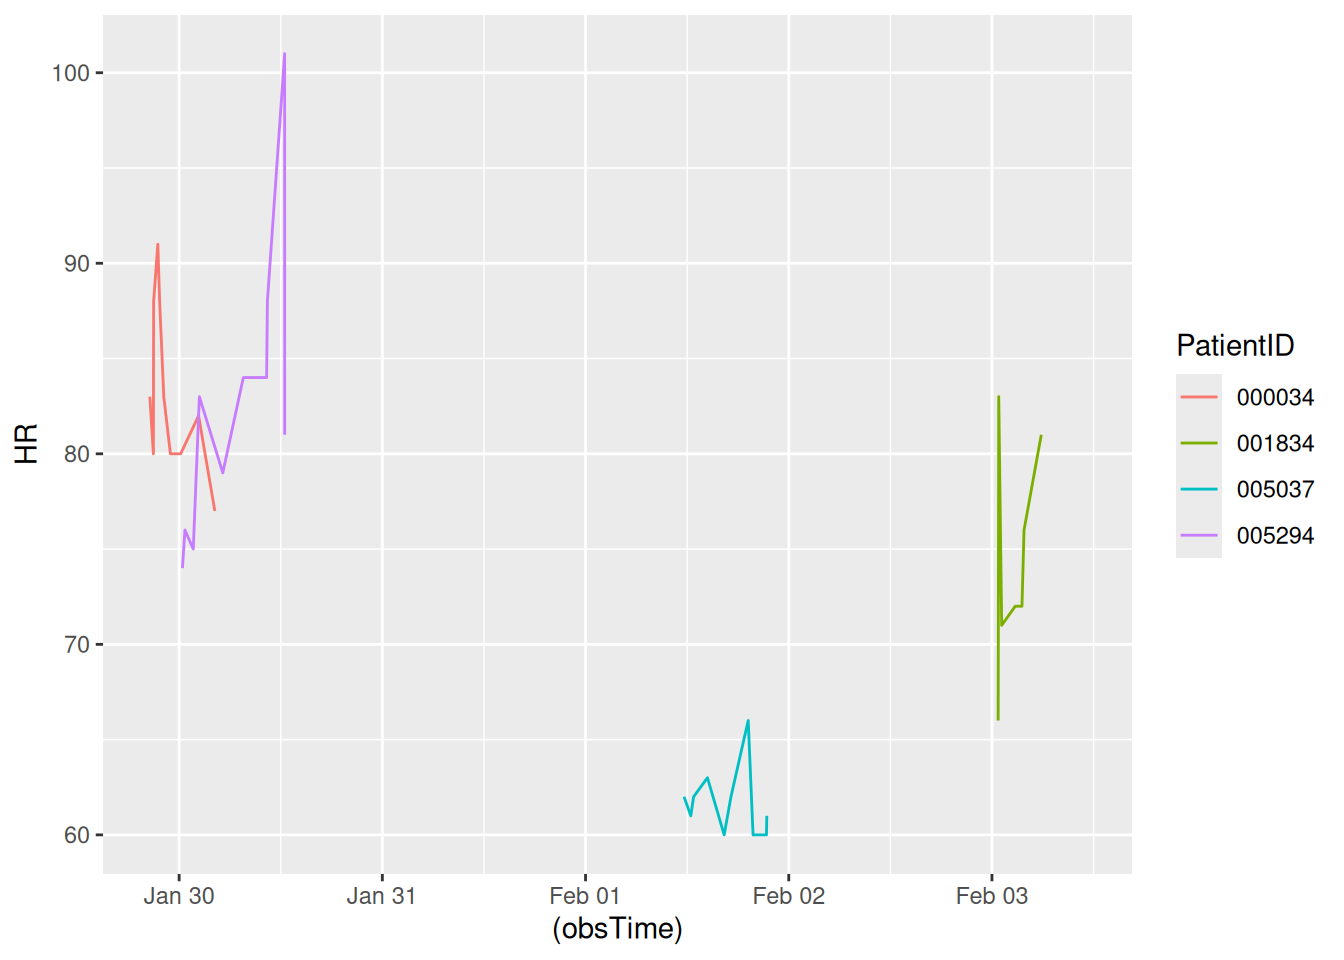 100
90
80
70
60
HR
Jan 30
Jan 31
Feb 01
Feb 02
Feb 03
(obsTime)
PatientID
000034
001834
005037
005294